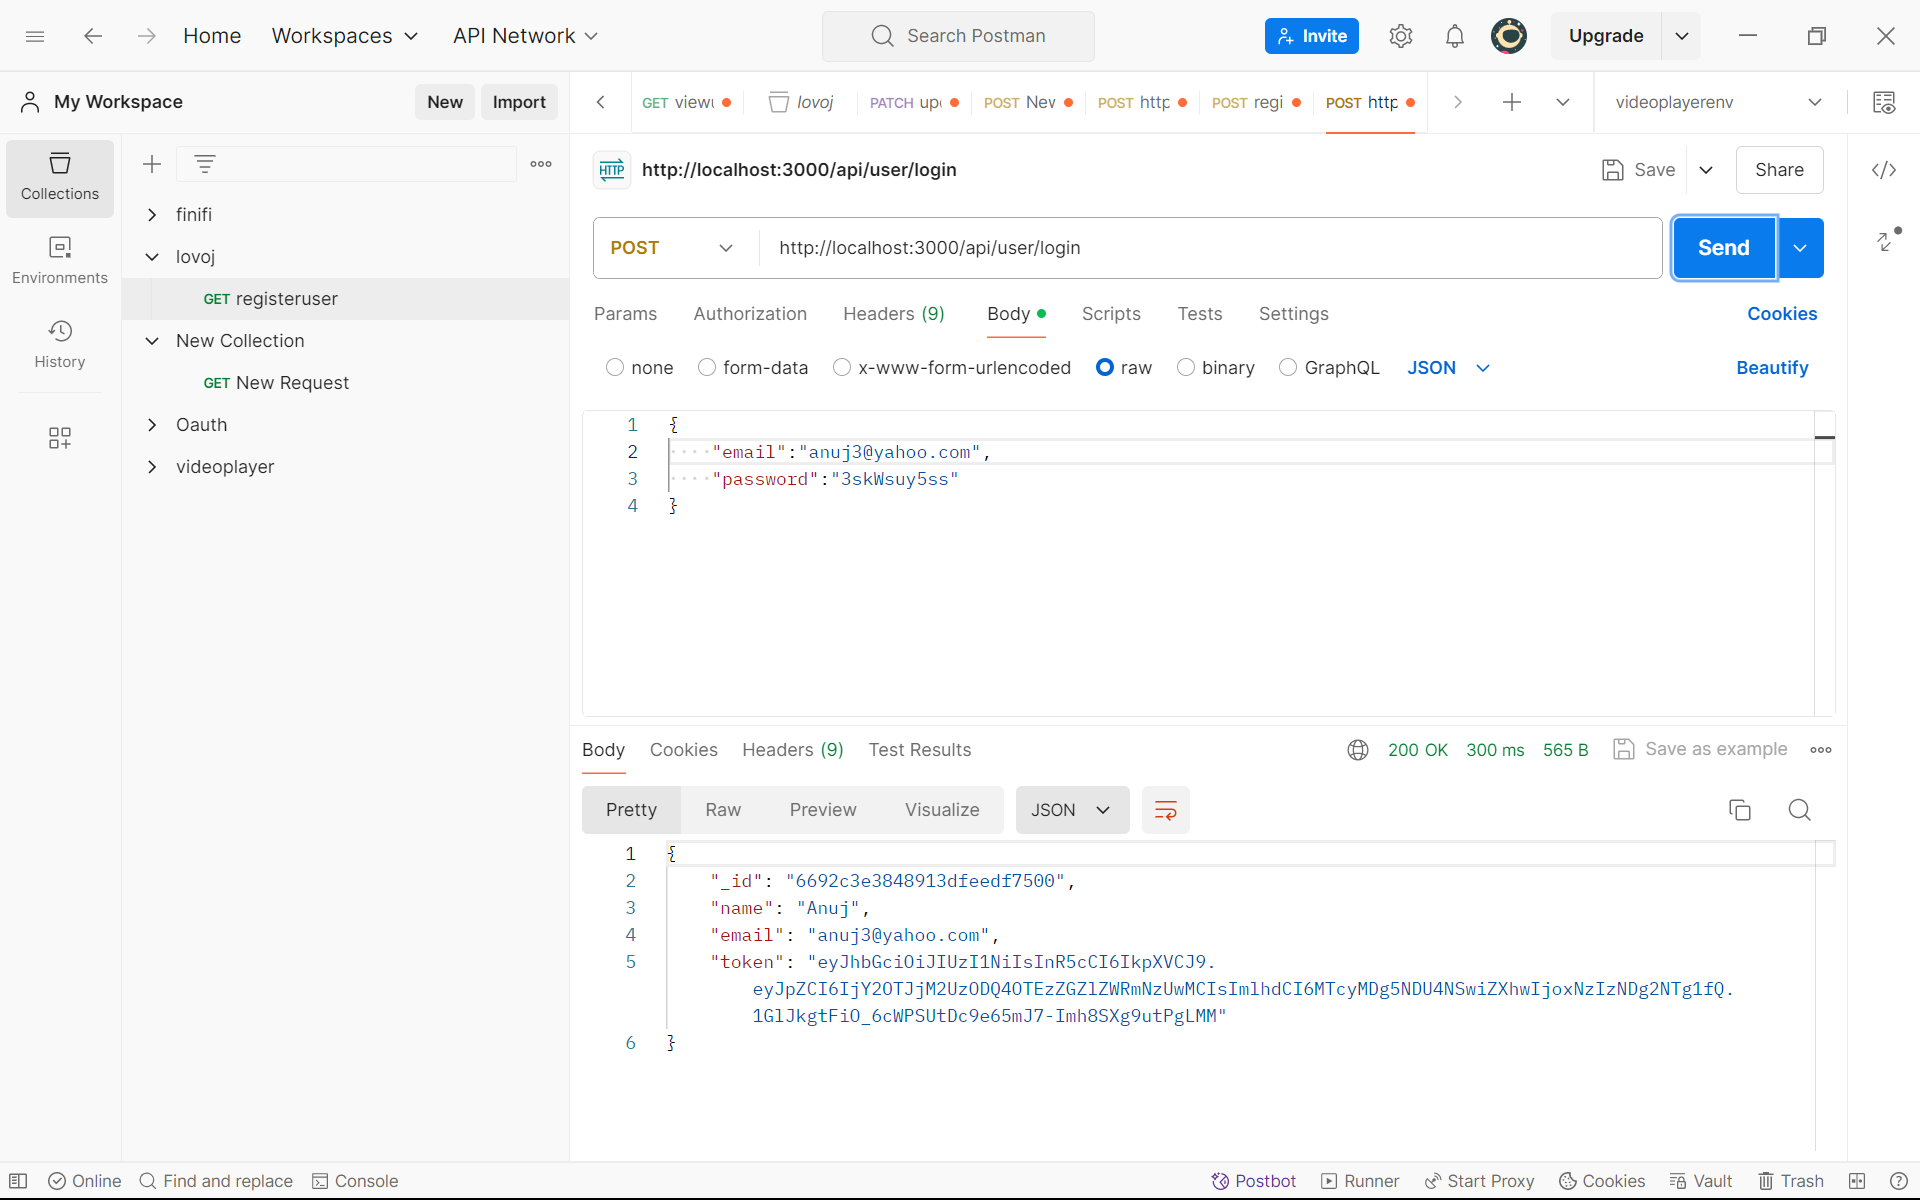 Home Workspaces API Network Search Postman Invite Upgrade
My Workspace New Import GET view lovoj PATCH up POST Nev POST http POST regi POST http videoplayerenv
Collections
Environments
History
finifi
lovoj
GET registeruser
New Collection
GET New Request
Oauth
videoplayer
HTTP http://localhost:3000/api/user/login Save Share
POST http://localhost:3000/api/user/login Send
Params Authorization Headers (9) Body Scripts Tests Settings Cookies
none form-data x-www-form-urlencoded raw binary GraphQL JSON Beautify
1 {
2 "email":"anuj3@yahoo.com",
3 "password":"3skWsuy5ss"
4 }
Body Cookies Headers (9) Test Results 200 OK 300 ms 565 B Save as example
Pretty Raw Preview Visualize JSON
1 {
2 "_id": "6692c3e3848913dfeedf7500",
3 "name": "Anuj",
4 "email": "anuj3@yahoo.com",
5 "token": "eyJhbGciOiJIUzI1NiIsInR5cCI6IkpXVCJ9.
eyJpZCI6IjY2OTJjM2UzODQ4OTEzZGZlZWRmNzUwMCIsImlhdCI6MTcyMDg5NDU4NSwiZXhwIjoxNzIzNDg2NTg1fQ.
1GlJkgtFiO_6cWPSUtDc9e65mJ7-Imh8SXg9utPgLMM"
6 }
Online Find and replace Console Postbot Runner Start Proxy Cookies Vault Trash